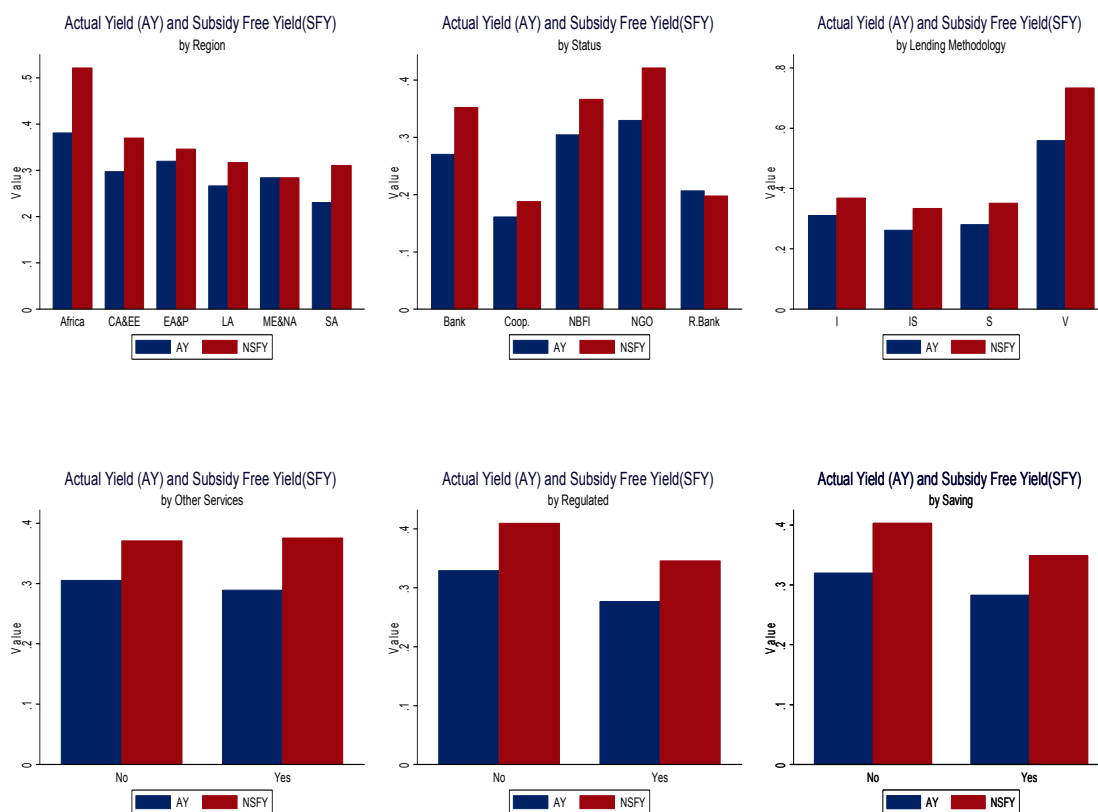 Actual Yield (AY) and Subsidy Free Yield(SFY)
by Region
Value
0 .1 .2 .3 .4 .5
Africa CA&EE EA&P LA ME&NA SA
AY NSFY
Actual Yield (AY) and Subsidy Free Yield(SFY)
by Status
Value
0 .1 .2 .3 .4
Bank Coop. NBFI NGO R.Bank
AY NSFY
Actual Yield (AY) and Subsidy Free Yield(SFY)
by Lending Methodology
Value
0 .2 .4 .6 .8
I IS S V
AY NSFY
Actual Yield (AY) and Subsidy Free Yield(SFY)
by Other Services
Value
0 .1 .2 .3 .4
No Yes
AY NSFY
Actual Yield (AY) and Subsidy Free Yield(SFY)
by Regulated
Value
0 .1 .2 .3 .4
No Yes
AY NSFY
Actual Yield (AY) and Subsidy Free Yield(SFY)
by Saving
Value
0 .1 .2 .3 .4
No Yes
AY NSFY